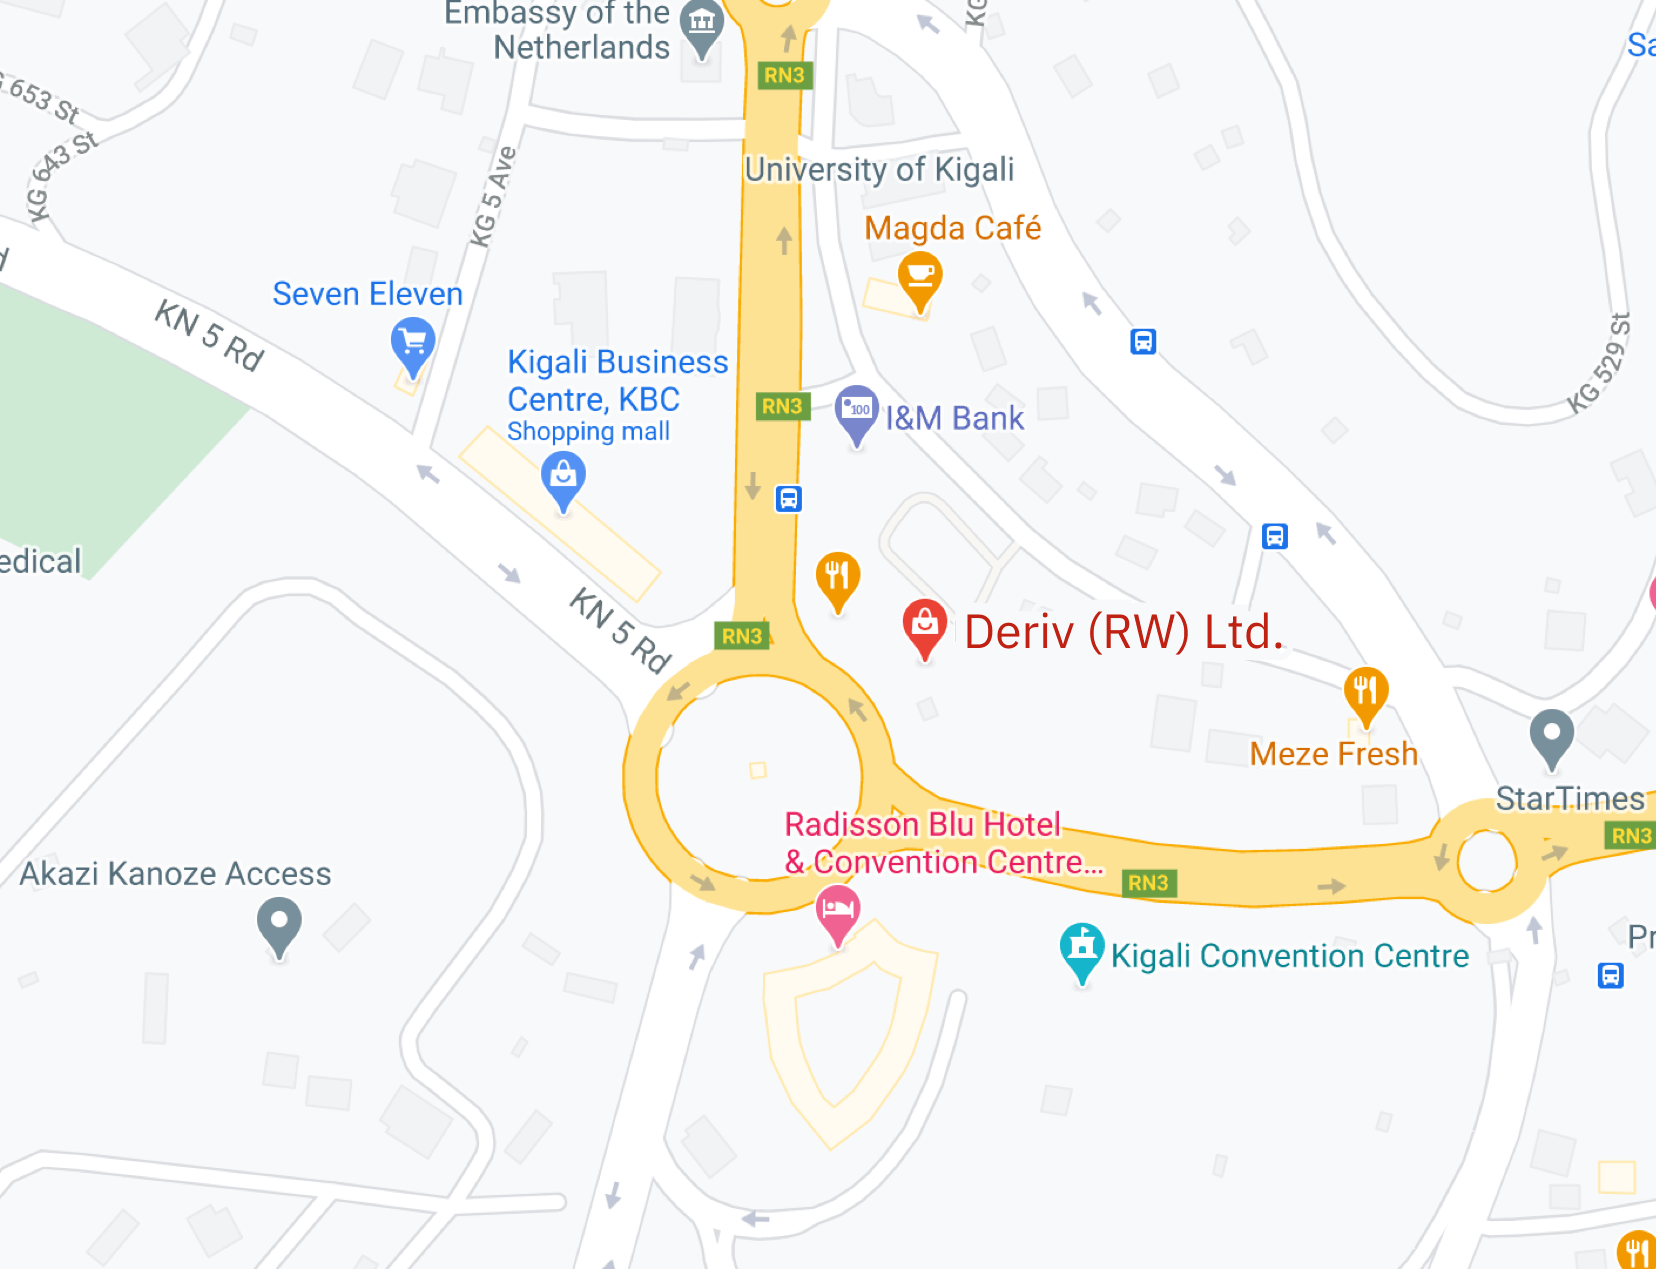 Embassy of the
Netherlands
KG
Sa
RN3
G 653 St
KG 643 St
KG 5 Ave
University of Kigali
Magda Café
Seven Eleven
KN 5 Rd
Kigali Business
Centre, KBC
Shopping mall
RN3
100
I&M Bank
KG 529 St
edical
KN 5 Rd
RN3
Deriv (RW) Ltd.
Meze Fresh
StarTimes
RN3
Radisson Blu Hotel
& Convention Centre...
RN3
Akazi Kanoze Access
Kigali Convention Centre
Pr